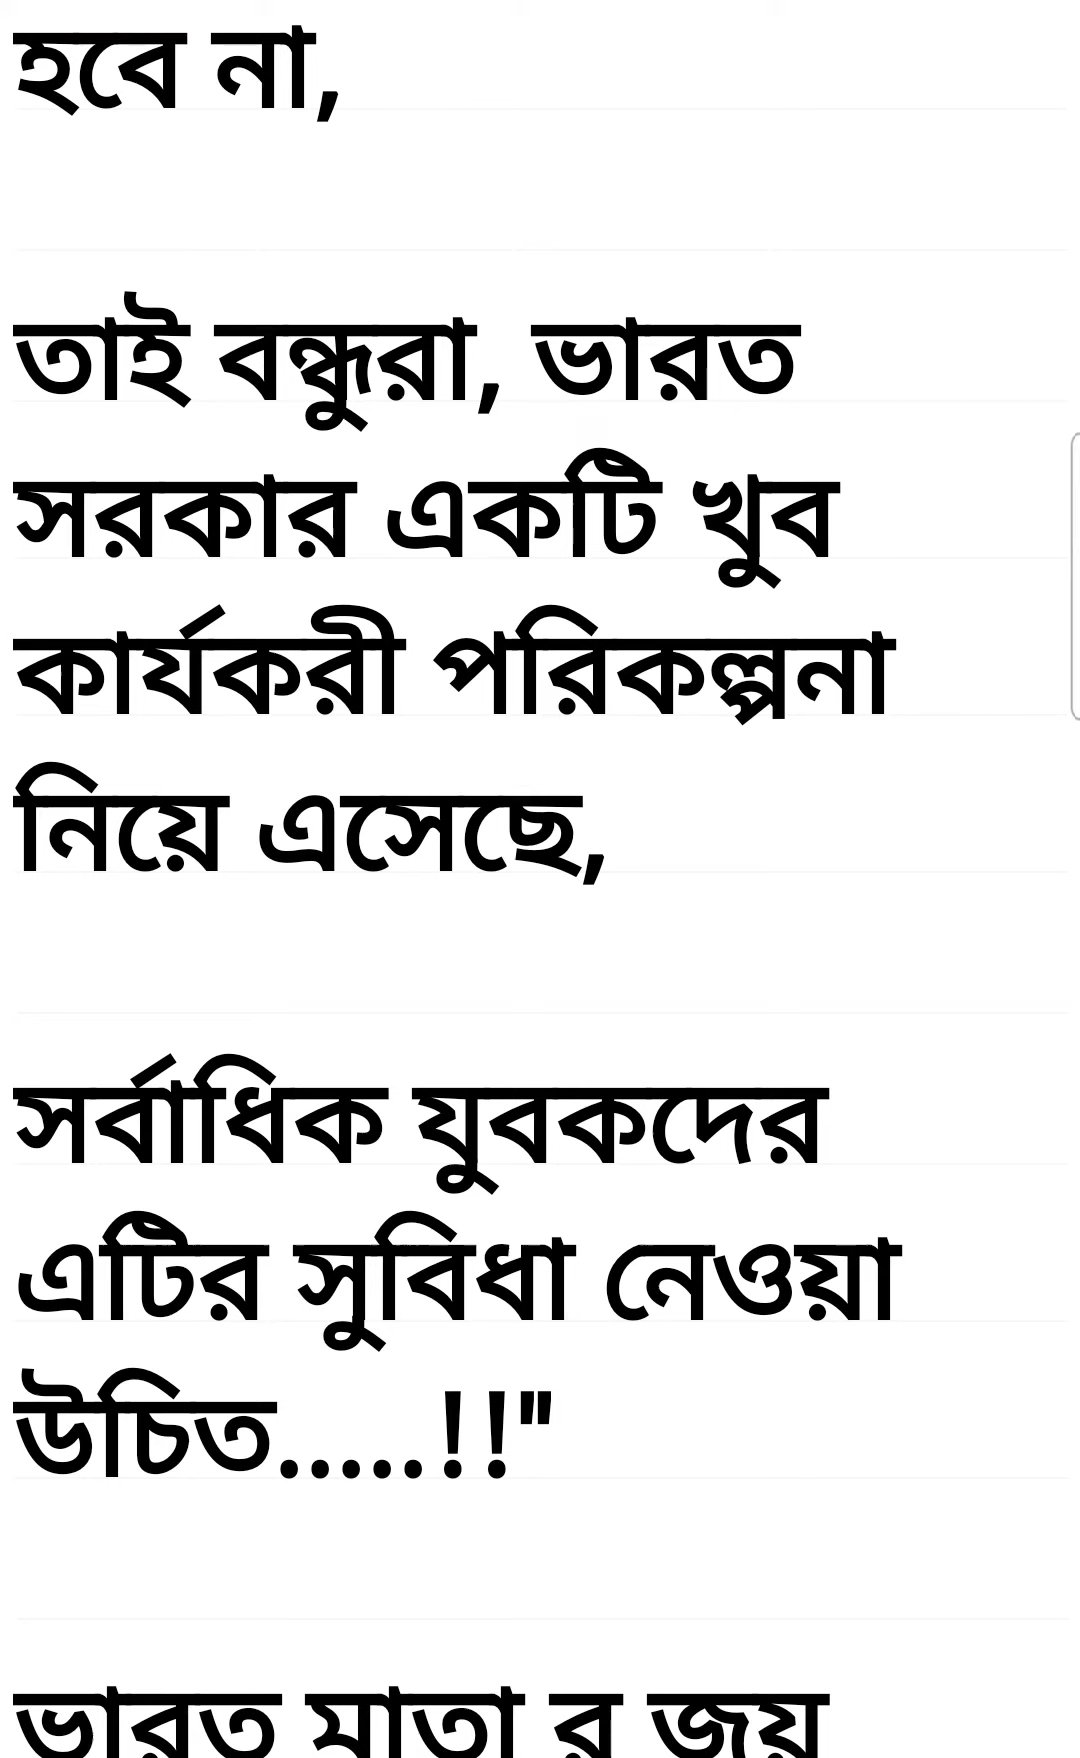 হবে না,
তাই বন্ধুরা, ভারত
সরকার একটি খুব
কার্যকরী পরিকল্পনা
নিয়ে এসেছে,
সর্বাধিক যুবকদের
এটির সুবিধা নেওয়া
উচিত.....!!"
ভারত মাতা র জয়